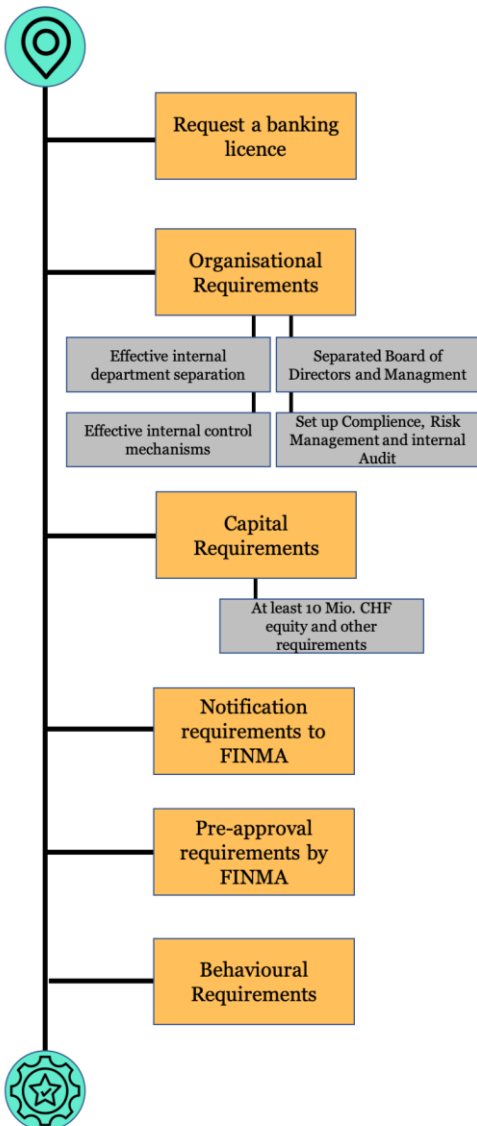 Request a banking
licence
Organisational
Requirements
Effective internal
department separation
Separated Board of
Directors and Managment
Effective internal control
mechanisms
Set up Complience, Risk
Management and internal
Audit
Capital
Requirements
At least 10 Mio. CHF
equity and other
requirements
Notification
requirements to
FINMA
Pre-approval
requirements by
FINMA
Behavioural
Requirements